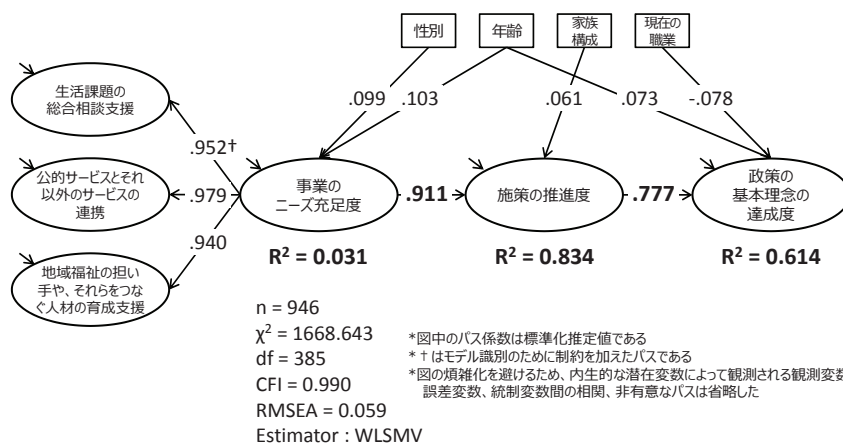 性別
年齢
家族
構成
現在の
職業
生活課題の
総合相談支援
.099
.103
.061
.073
-.078
.952†
公的サービスとそれ
以外のサービスの
連携
.979
事業の
ニーズ充足度
.911
施策の推進度
.777
政策の
基本理念の
達成度
.940
地域福祉の担い
手や、それらをつな
ぐ人材の育成支援
R² = 0.031
R² = 0.834
R² = 0.614
n = 946
χ² = 1668.643
df = 385
CFI = 0.990
RMSEA = 0.059
Estimator : WLSMV
*図中のパス係数は標準化推定値である
* † はモデル識別のために制約を加えたパスである
*図の煩雑化を避けるため、内生的な潜在変数によって観測される観測変数
誤差変数、統制変数間の相関、非有意なパスは省略した